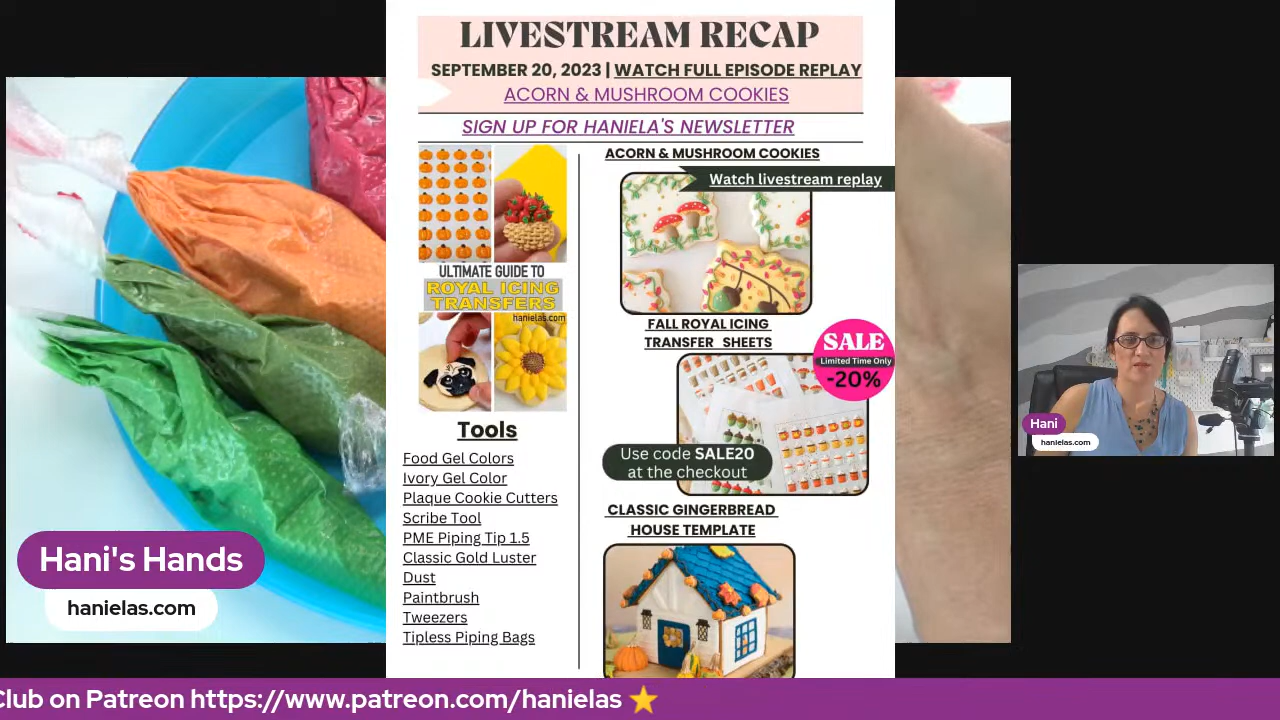 LIVESTREAM RECAP
SEPTEMBER 20, 2023 | WATCH FULL EPISODE REPLAY
ACORN & MUSHROOM COOKIES
SIGN UP FOR HANIELA'S NEWSLETTER
ULTIMATE GUIDE TO
ROYAL ICING
TRANSFERS
hanielas.com
Tools
Food Gel Colors
Ivory Gel Color
Plaque Cookie Cutters
Scribe Tool
PME Piping Tip 1.5
Classic Gold Luster
Dust
Paintbrush
Tweezers
Tipless Piping Bags
ACORN & MUSHROOM COOKIES
Watch livestream replay
FALL ROYAL ICING
TRANSFER SHEETS
SALE
Limited Time Only
-20%
Use code SALE20
at the checkout
CLASSIC GINGERBREAD
HOUSE TEMPLATE
Hani
hanielas.com
Hani's Hands
hanielas.com
Club on Patreon https://www.patreon.com/hanielas